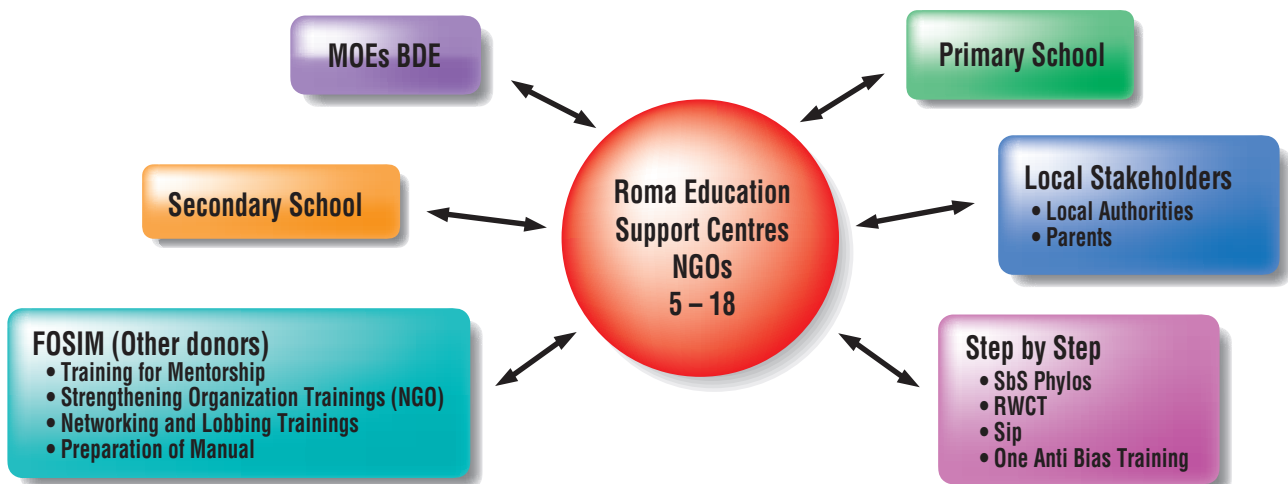 MOEs BDE
Primary School
Secondary School
Roma Education
Support Centres
NGOs
5 – 18
Local Stakeholders
• Local Authorities
• Parents
FOSIM (Other donors)
• Training for Mentorship
• Strengthening Organization Trainings (NGO)
• Networking and Lobbing Trainings
• Preparation of Manual
Step by Step
• SbS Phylos
• RWCT
• Sip
• One Anti Bias Training